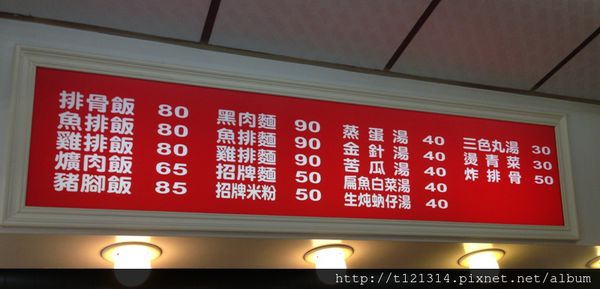 排骨飯 80
魚排飯 80
雞排飯 80
爌肉飯 65
豬腳飯 85
黑肉麵 90
魚排麵 90
雞排麵 90
招牌麵 50
招牌米粉 50
蒸蛋湯 40
金針湯 40
苦瓜湯 40
扁魚白菜湯 40
生炖蚋仔湯 40
三色丸湯 30
燙青菜 30
炸排骨 50
http://t121314.pixnet.net/album